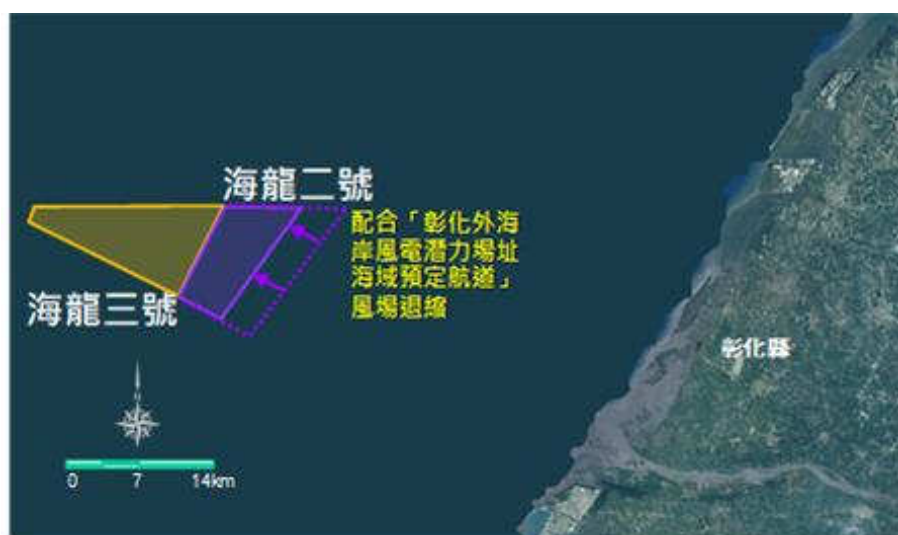 海龍二號
配合「彰化外海
岸風電潛力場址
海域預定航道」
風場退縮
海龍三號
彰化縣
0 7 14km